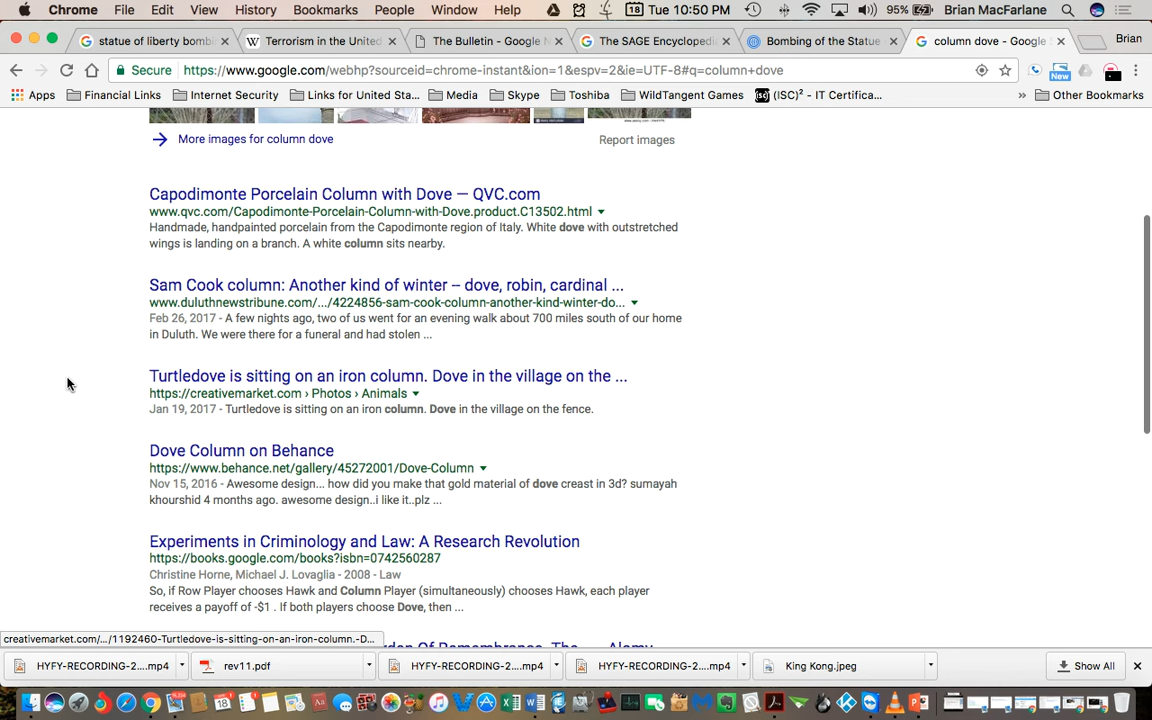 Chrome File Edit View History Bookmarks People Window Help 18 Tue 10:50 PM 95% Brian MacFarlane
statue of liberty bombi Terrorism in the United The Bulletin - Google N The SAGE Encyclopedi Bombing of the Statue column dove - Google S Brian
Secure https://www.google.com/webhp?sourceid=chrome-instant&ion=1&espv=2&ie=UTF-8#q=column+dove New
Apps Financial Links Internet Security Links for United Sta... Media Skype Toshiba WildTangent Games (ISC)² - IT Certifica... » Other Bookmarks
More images for column dove Report images
Capodimonte Porcelain Column with Dove — QVC.com
www.qvc.com/Capodimonte-Porcelain-Column-with-Dove.product.C13502.html
Handmade, handpainted porcelain from the Capodimonte region of Italy. White dove with outstretched
wings is landing on a branch. A white column sits nearby.
Sam Cook column: Another kind of winter -- dove, robin, cardinal ...
www.duluthnewstribune.com/.../4224856-sam-cook-column-another-kind-winter-do...
Feb 26, 2017 - A few nights ago, two of us went for an evening walk about 700 miles south of our home
in Duluth. We were there for a funeral and had stolen ...
Turtledove is sitting on an iron column. Dove in the village on the ...
https://creativemarket.com › Photos › Animals
Jan 19, 2017 - Turtledove is sitting on an iron column. Dove in the village on the fence.
Dove Column on Behance
https://www.behance.net/gallery/45272001/Dove-Column
Nov 15, 2016 - Awesome design... how did you make that gold material of dove creast in 3d? sumayah
khourshid 4 months ago. awesome design..i like it..plz ...
Experiments in Criminology and Law: A Research Revolution
https://books.google.com/books?isbn=0742560287
Christine Horne, Michael J. Lovaglia - 2008 - Law
So, if Row Player chooses Hawk and Column Player (simultaneously) chooses Hawk, each player
receives a payoff of -$1 . If both players choose Dove, then ...
creativemarket.com/.../1192460-Turtledove-is-sitting-on-an-iron-column.-D...
HYFY-RECORDING-2....mp4 rev11.pdf HYFY-RECORDING-2....mp4 HYFY-RECORDING-2....mp4 King Kong.jpeg Show All